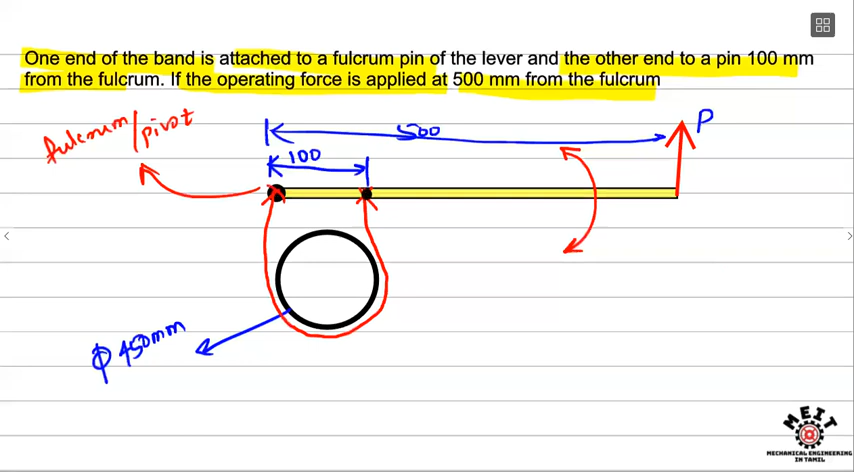 One end of the band is attached to a fulcrum pin of the lever and the other end to a pin 100 mm
from the fulcrum. If the operating force is applied at 500 mm from the fulcrum
fulcrum/pivot
500
P
100
Φ 450mm
MEIT
MECHANICAL ENGINEERING
IN TAMIL